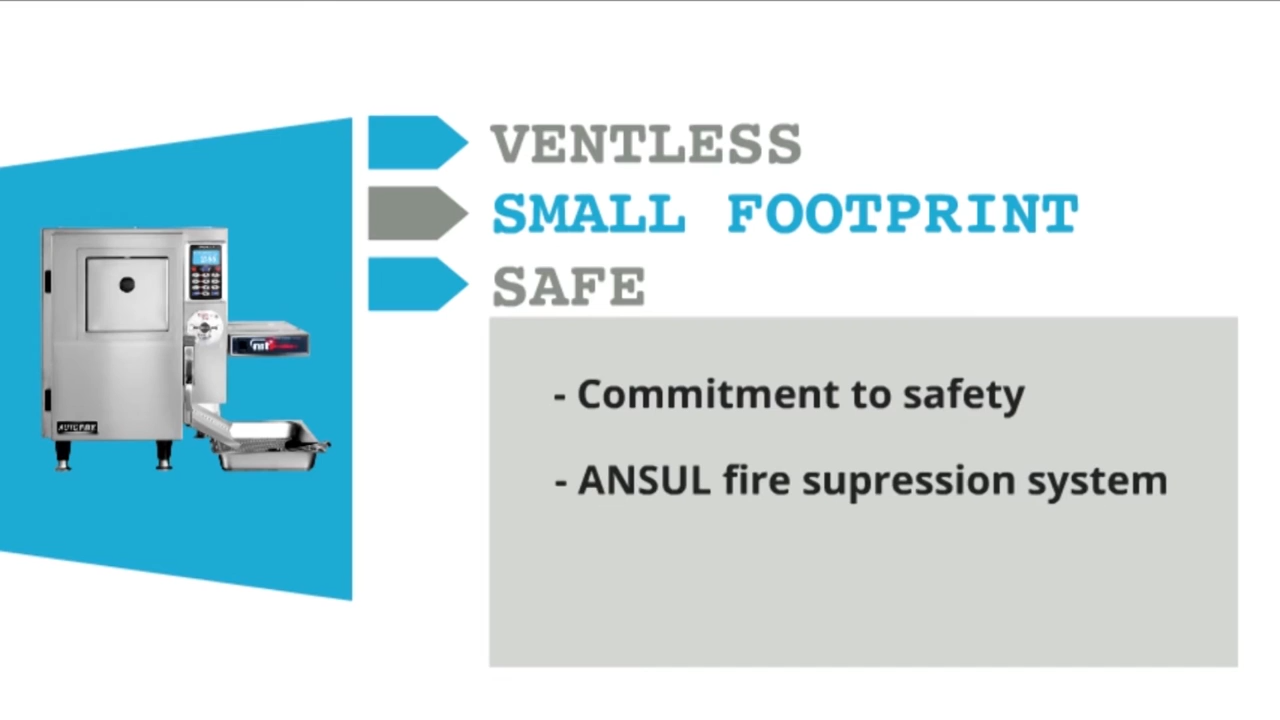 VENTLESS
SMALL FOOTPRINT
SAFE
- Commitment to safety
- ANSUL fire supression system
AUTOFRY